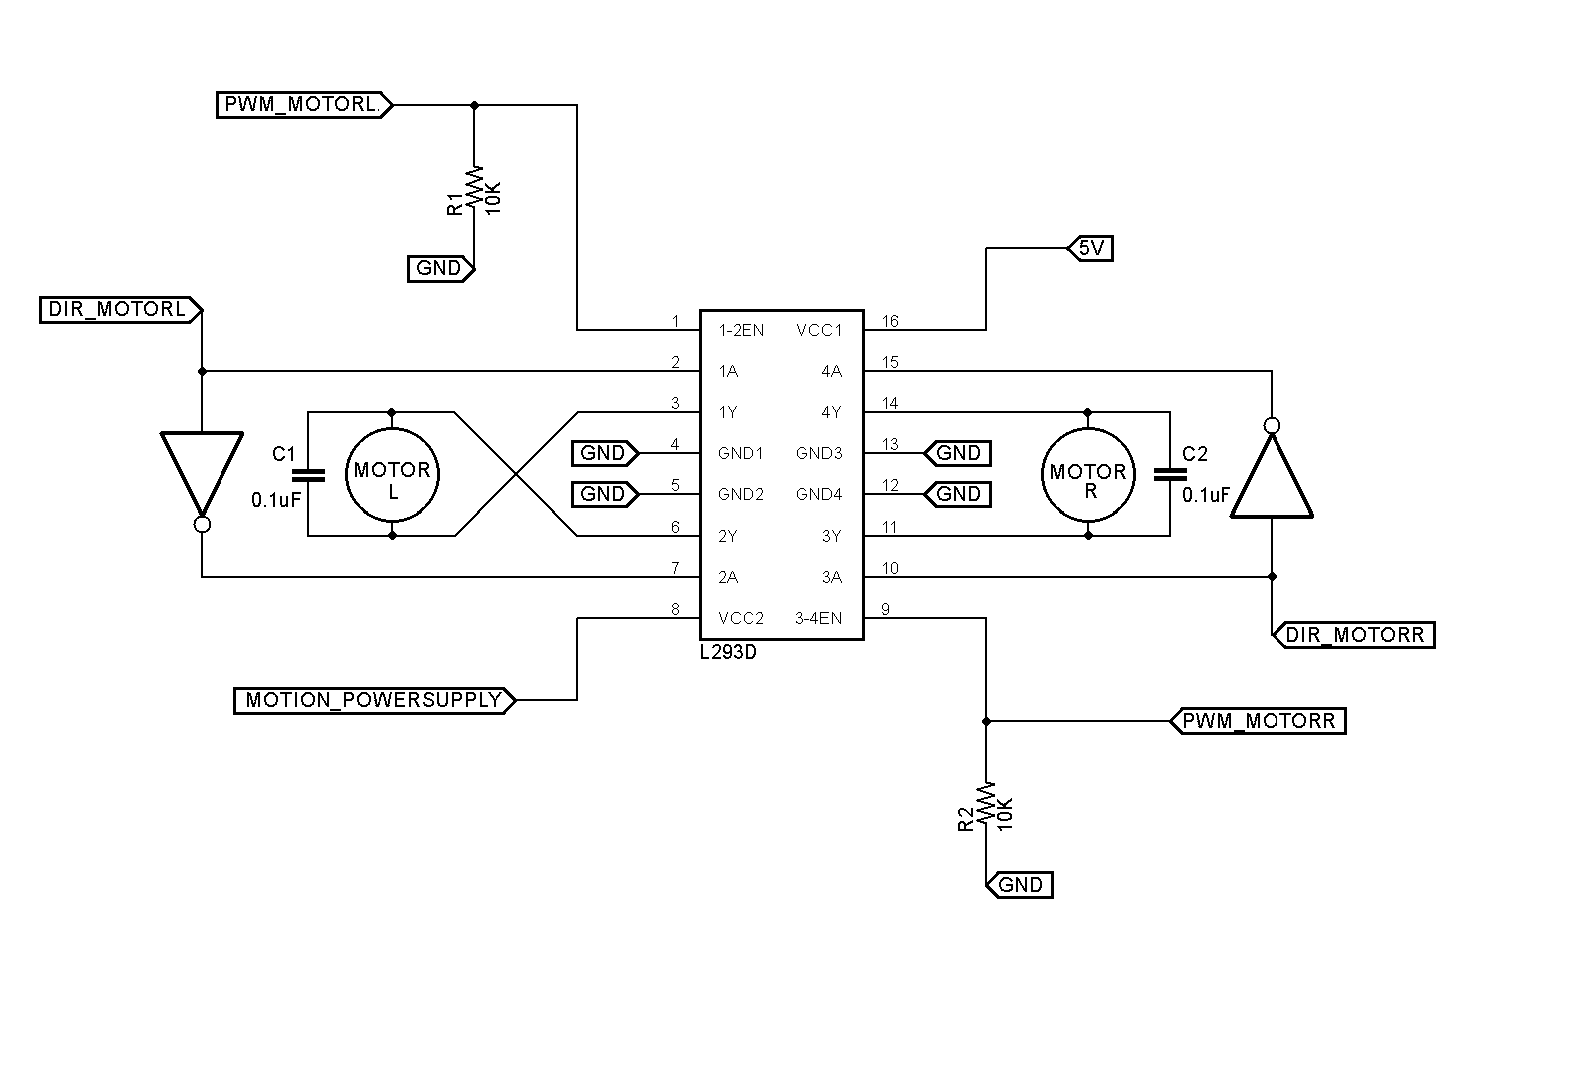 PWM_MOTORL
R1
10K
GND
5V
DIR_MOTORL
1 1-2EN VCC1 16
2 1A 4A 15
3 1Y 4Y 14
GND 4 GND1 GND3 13 GND
GND 5 GND2 GND4 12 GND
6 2Y 3Y 11
7 2A 3A 10
8 VCC2 3-4EN 9
L293D
C1
0.1uF
MOTOR
L
MOTOR
R
C2
0.1uF
DIR_MOTORR
MOTION_POWERSUPPLY
PWM_MOTORR
R2
10K
GND